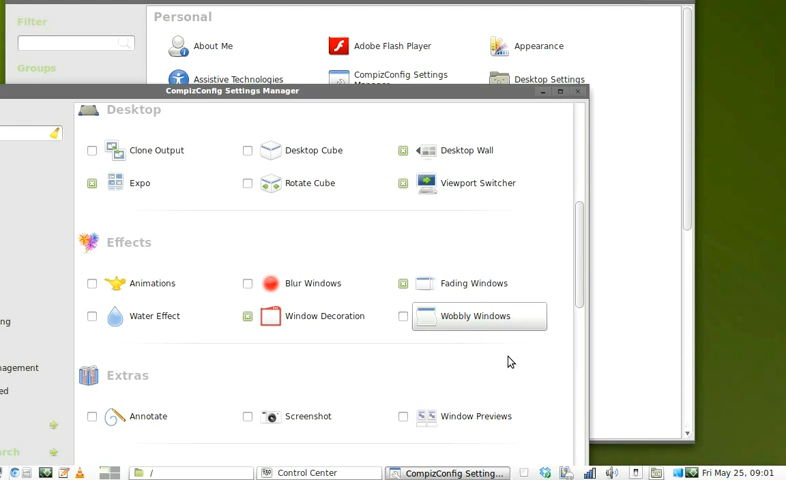 Filter
Personal
About Me
Adobe Flash Player
Appearance
Groups
Assistive Technologies
CompizConfig Settings
Desktop Settings
CompizConfig Settings Manager
Desktop
Clone Output
Desktop Cube
Desktop Wall
Expo
Rotate Cube
Viewport Switcher
Effects
Animations
Blur Windows
Fading Windows
Water Effect
Window Decoration
Wobbly Windows
ng
nagement
ed
Extras
Annotate
Screenshot
Window Previews
arch
/
Control Center
CompizConfig Setting...
Fri May 25, 09:01